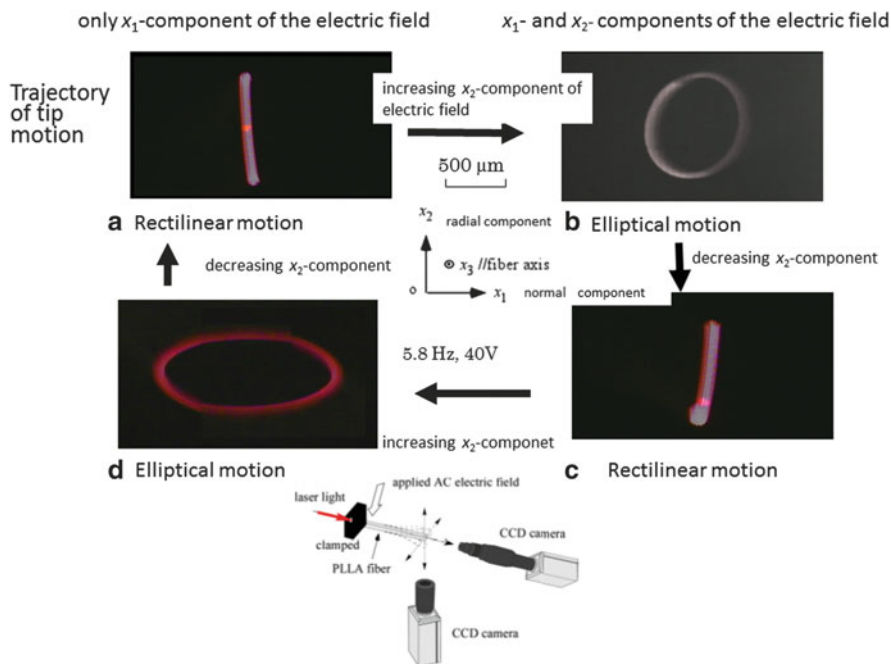 only x₁-component of the electric field
x₁- and x₂- components of the electric field
Trajectory
of tip
motion
increasing x₂-component of
electric field
500 μm
a Rectilinear motion
b Elliptical motion
x₂
radial component
x₃ //fiber axis
o
x₁ normal component
decreasing x₂-component
decreasing x₂-component
5.8 Hz, 40V
increasing x₂-componet
d Elliptical motion
c Rectilinear motion
applied AC electric field
laser light
clamped
PLLA fiber
CCD camera
CCD camera